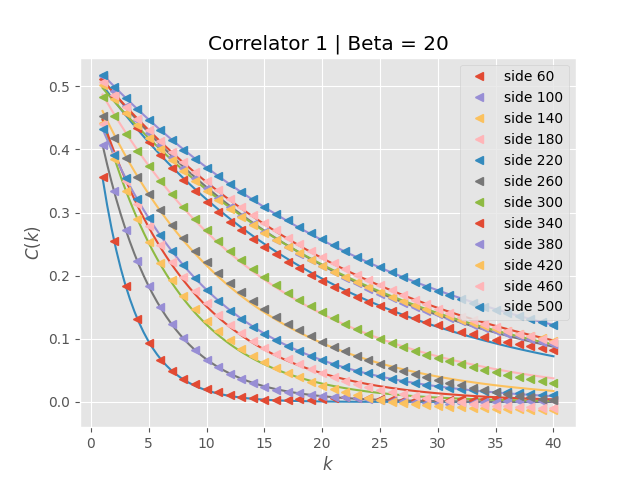 Correlator 1 | Beta = 20
C(k)
0.5
0.4
0.3
0.2
0.1
0.0
side 60
side 100
side 140
side 180
side 220
side 260
side 300
side 340
side 380
side 420
side 460
side 500
0 5 10 15 20 25 30 35 40
k